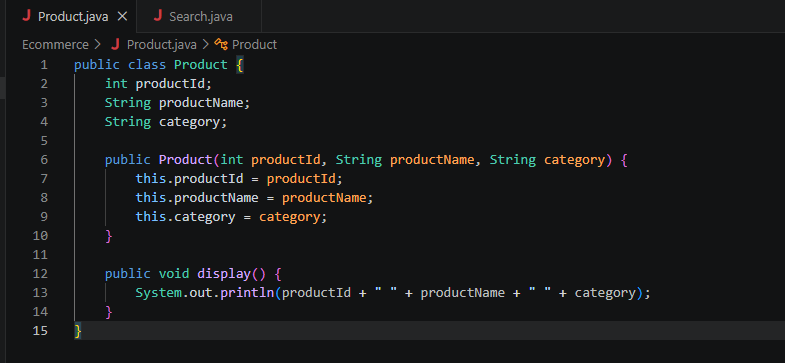 J Product.java ×  J Search.java
Ecommerce > J Product.java > Product
1 public class Product {
2     int productId;
3     String productName;
4     String category;
5
6     public Product(int productId, String productName, String category) {
7         this.productId = productId;
8         this.productName = productName;
9         this.category = category;
10     }
11
12     public void display() {
13         System.out.println(productId + " " + productName + " " + category);
14     }
15 }